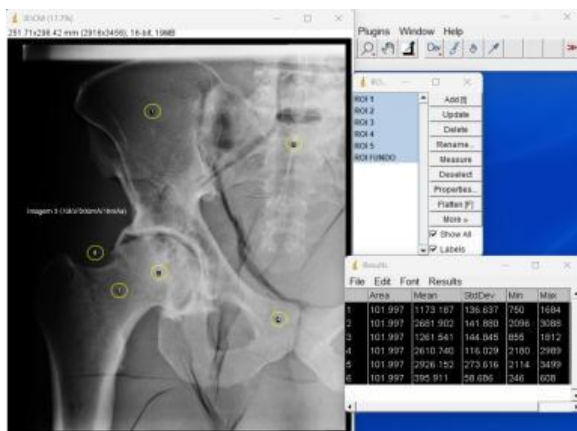 (17.7%)
251.71x298.42 mm (2916x3456); 16-bit; 19MB
Plugins Window Help
Dev
ROI 1
ROI 2
ROI 3
ROI 4
ROI 5
ROI FUNDO
Add [t]
Update
Delete
Rename...
Measure
Deselect
Properties...
Flatten [F]
More »
Show All
Labels
Results
File Edit Font Results
Area Mean StdDev Min Max
1 101.997 1173.187 136.637 750 1684
2 101.997 2681.902 141.880 2096 3088
3 101.997 1261.541 144.845 855 1812
4 101.997 2610.740 116.029 2180 2989
5 101.997 2926.152 273.616 2114 3499
6 101.997 395.911 58.686 246 608